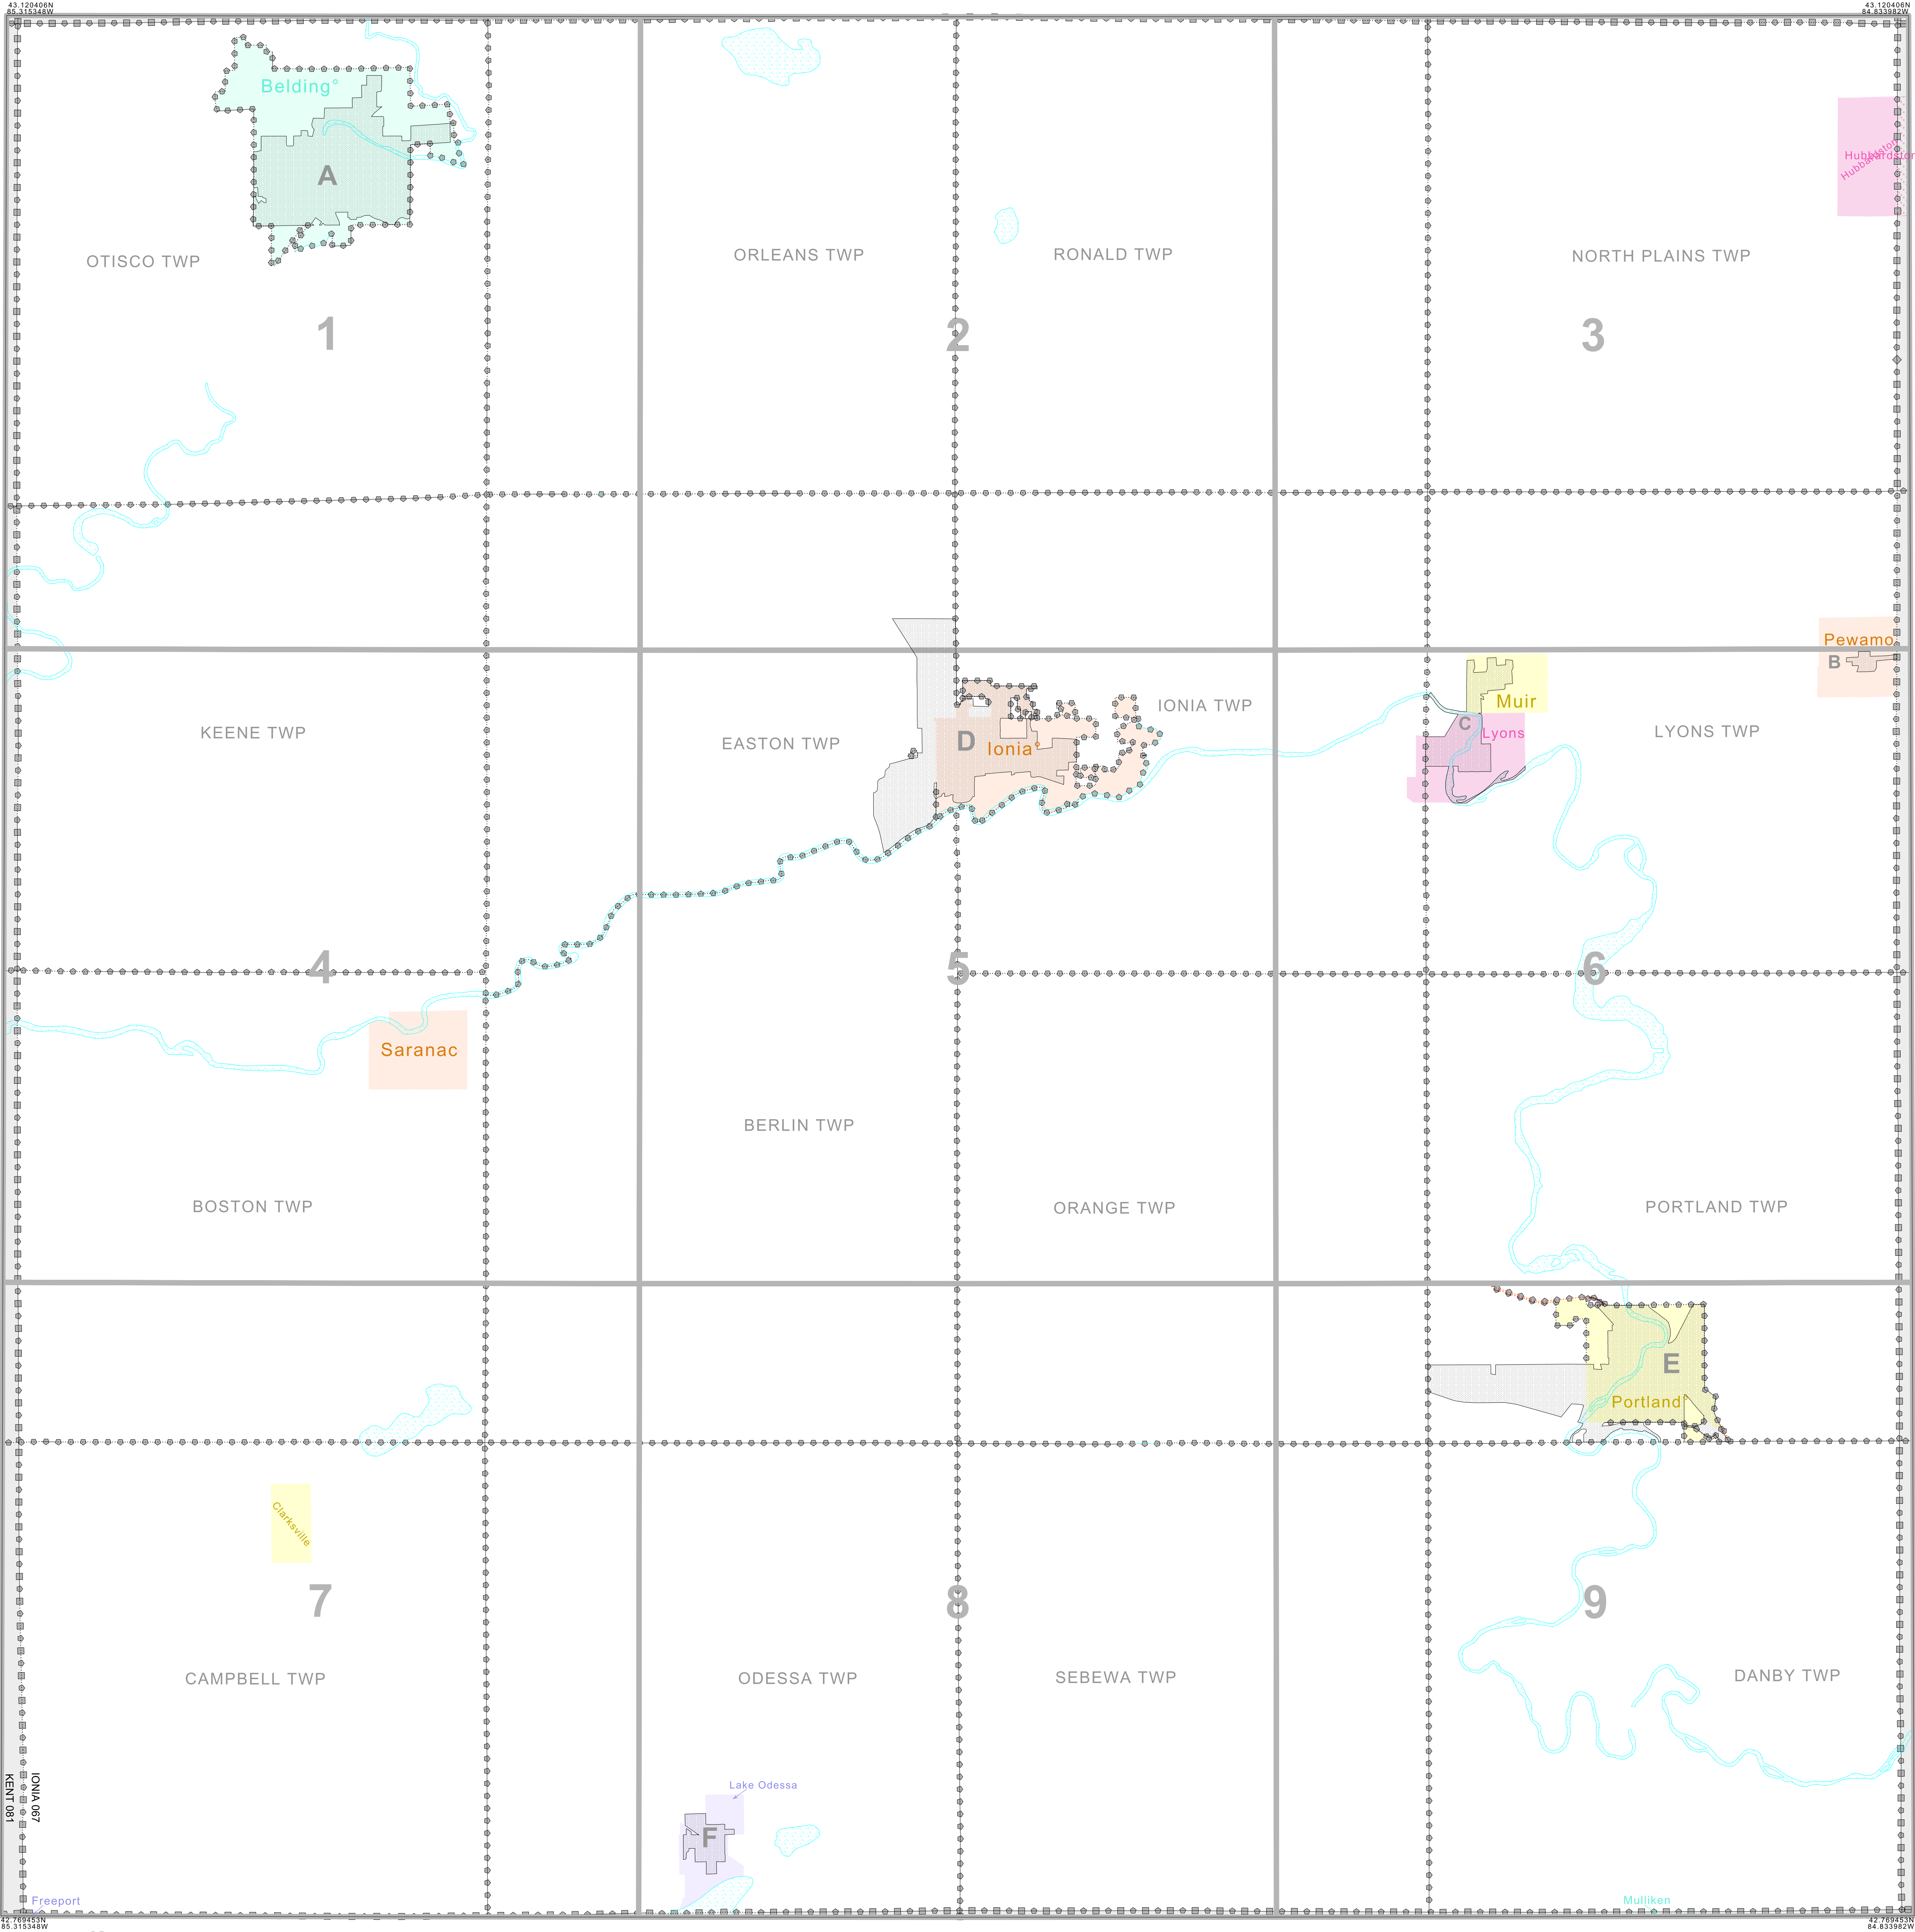 43.120406N
85.315348W
43.120406N
84.833982W
Belding°
A
Hubbardston
Hubbardston
OTISCO TWP
ORLEANS TWP
RONALD TWP
NORTH PLAINS TWP
1
2
3
Pewamo
B
KEENE TWP
EASTON TWP
D
Ionia°
IONIA TWP
Muir
C
Lyons
LYONS TWP
4
5
6
Saranac
BERLIN TWP
BOSTON TWP
ORANGE TWP
PORTLAND TWP
E
Portland
Clarksville
7
8
9
CAMPBELL TWP
ODESSA TWP
SEBEWA TWP
DANBY TWP
Lake Odessa
F
KENT 081
IONIA 067
Freeport
Mulliken
42.769453N
85.315348W
42.769453N
84.833982W